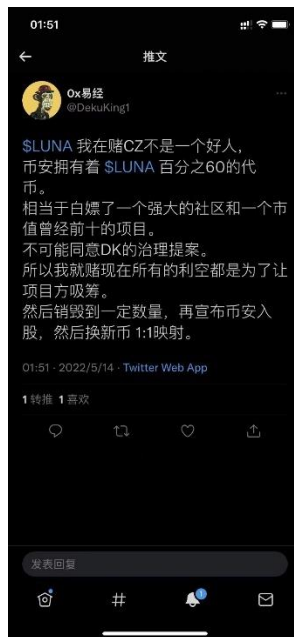 01:51
推文
0x易经
@DekuKing1
$LUNA 我在赌CZ不是一个好人，
币安拥有着 $LUNA 百分之60的代
币。
相当于白嫖了一个强大的社区和一个市
值曾经前十的项目。
不可能同意DK的治理提案。
所以我就赌现在所有的利空都是为了让
项目方吸筹。
然后销毁到一定数量，再宣布币安入
股，然后换新币 1:1映射。
01:51 · 2022/5/14 · Twitter Web App
1 转推 1 喜欢
发表回复
1